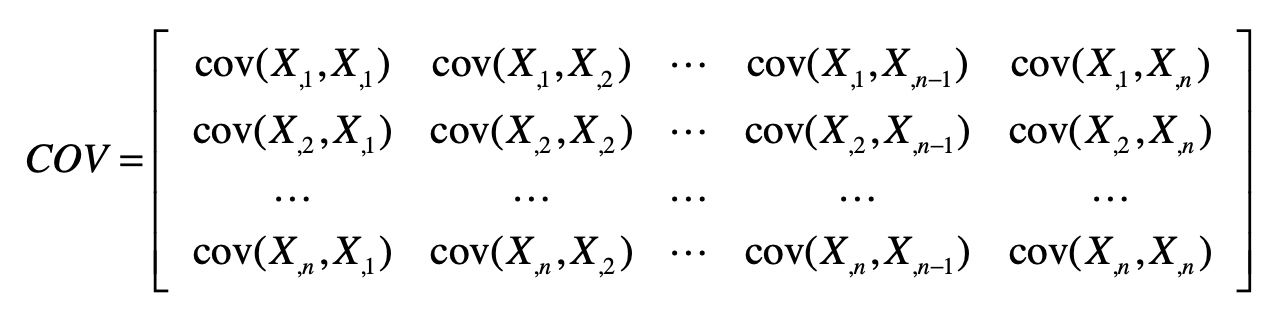 cov(X,1,X,1) cov(X,1,X,2) ⋯ cov(X,1,X,n−1) cov(X,1,X,n)
cov(X,2,X,1) cov(X,2,X,2) ⋯ cov(X,2,X,n−1) cov(X,2,X,n)
COV =
⋯ ⋯ ⋯ ⋯ ⋯
cov(X,n,X,1) cov(X,n,X,2) ⋯ cov(X,n,X,n−1) cov(X,n,X,n)